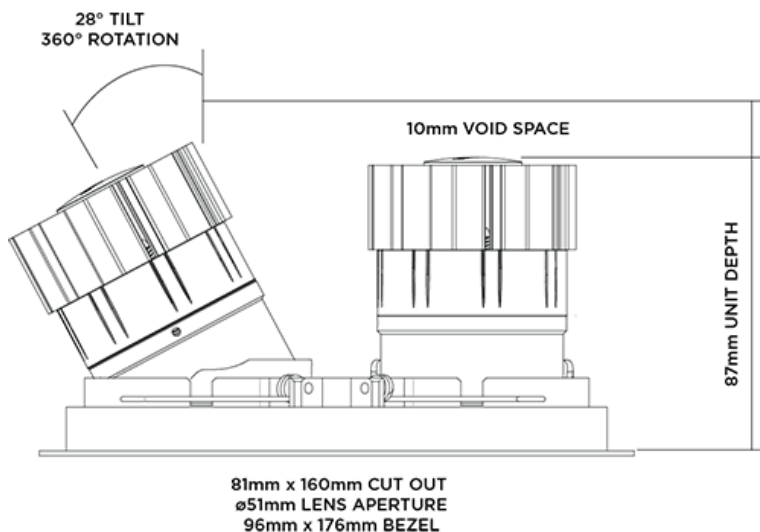 28° TILT
360° ROTATION
10mm VOID SPACE
87mm UNIT DEPTH
81mm x 160mm CUT OUT
ø51mm LENS APERTURE
96mm x 176mm BEZEL